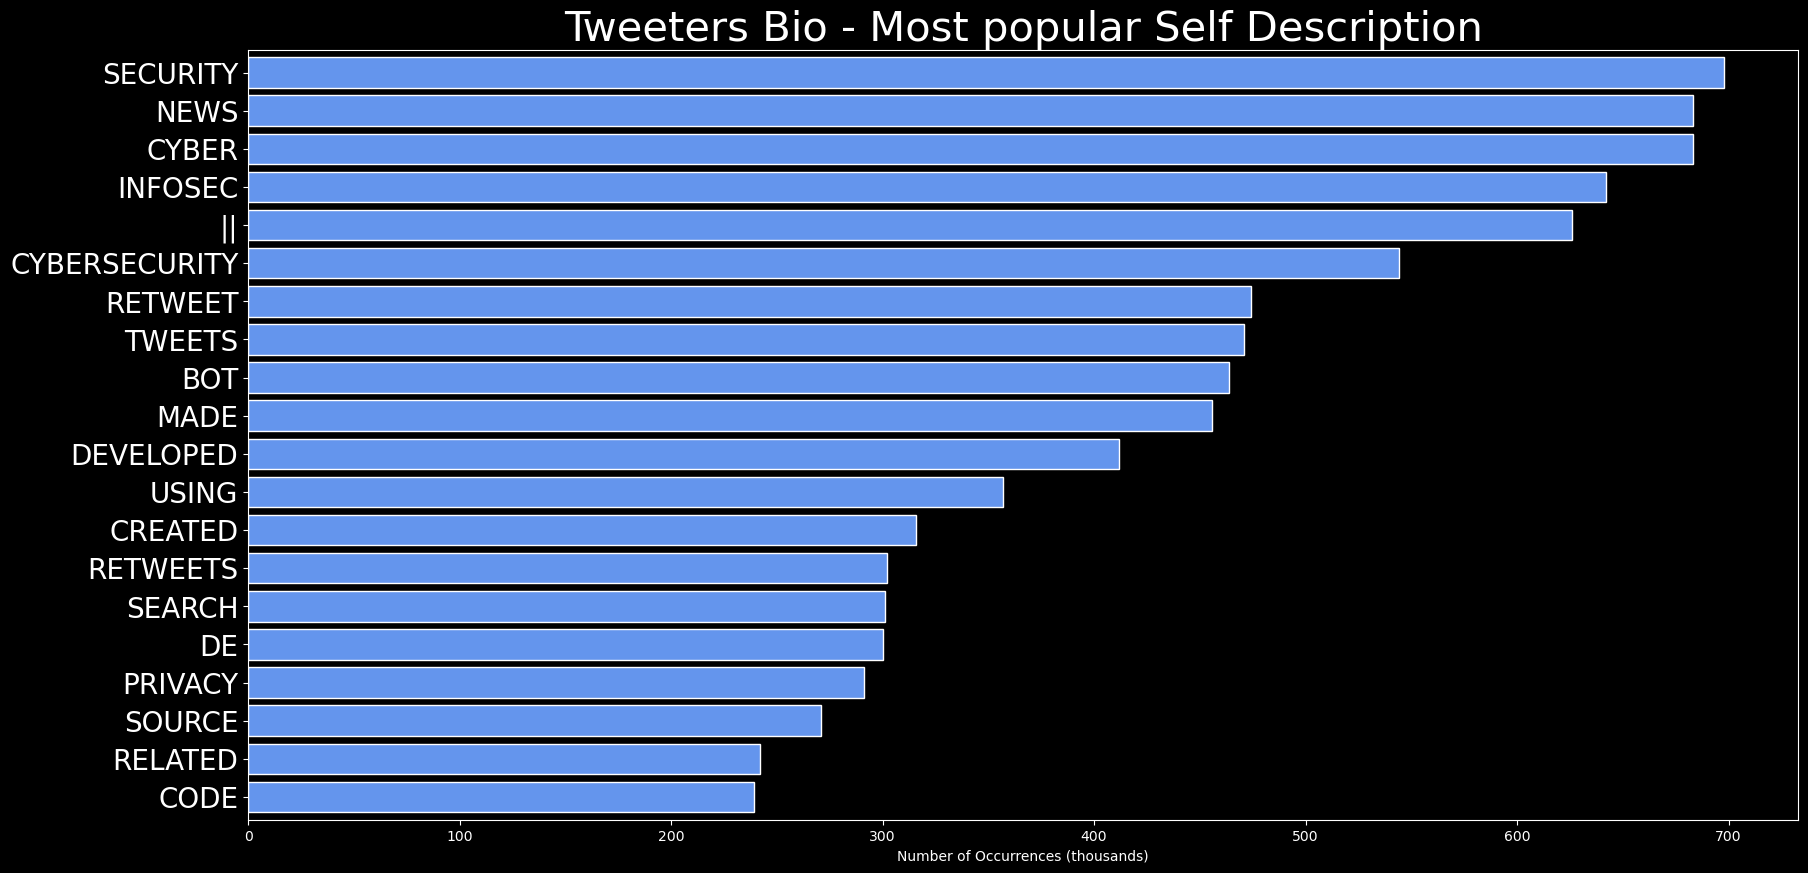 Tweeters Bio - Most popular Self Description
SECURITY
NEWS
CYBER
INFOSEC
||
CYBERSECURITY
RETWEET
TWEETS
BOT
MADE
DEVELOPED
USING
CREATED
RETWEETS
SEARCH
DE
PRIVACY
SOURCE
RELATED
CODE
0 100 200 300 400 500 600 700
Number of Occurrences (thousands)